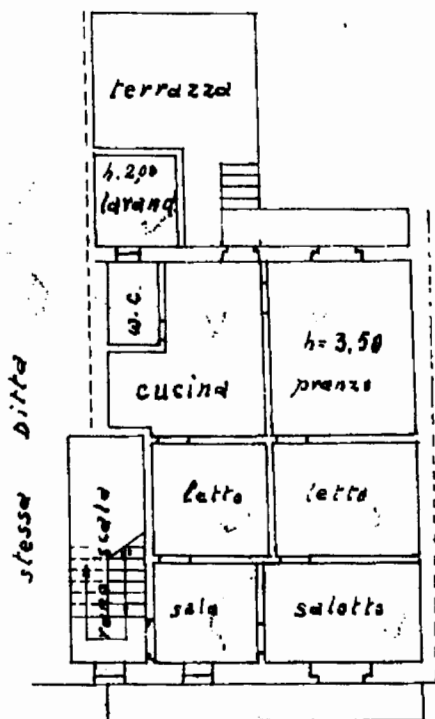 terrazza
h. 2,00
lavand.
w.c.
h= 3,50
pranzo
cucina
stessa Ditta
letto
letto
vano scala
sala
salotto